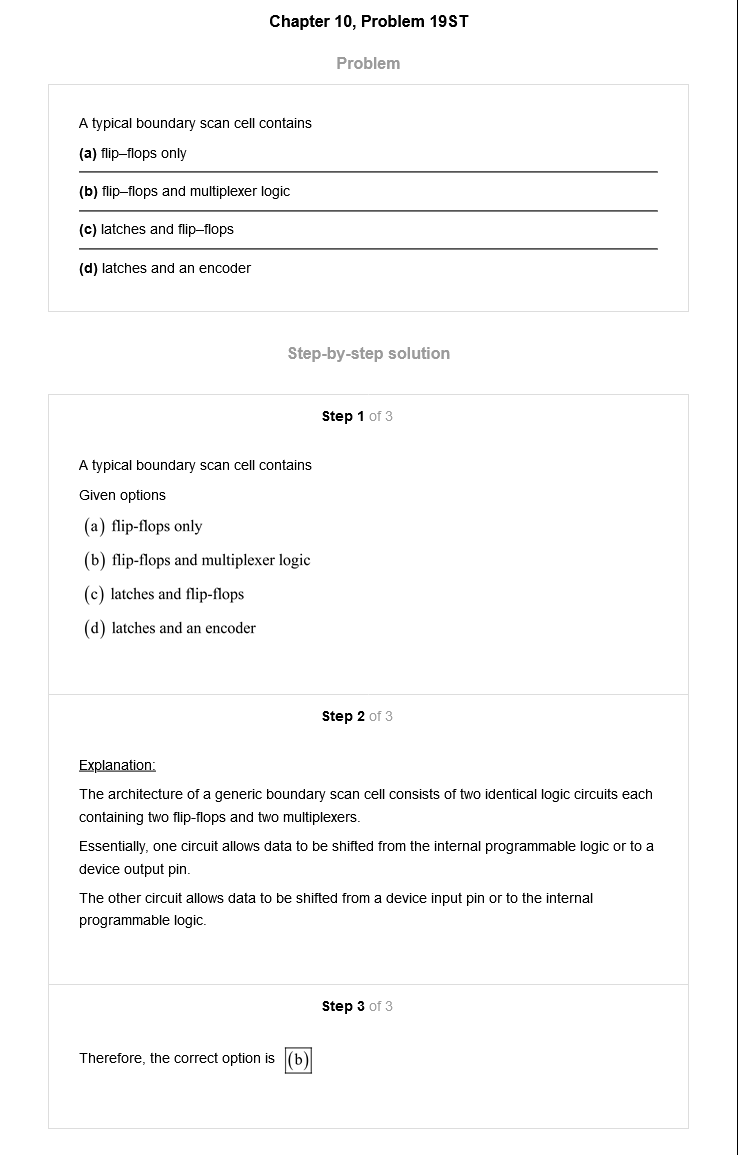 Chapter 10, Problem 19ST
Problem
A typical boundary scan cell contains
(a) flip–flops only
(b) flip–flops and multiplexer logic
(c) latches and flip–flops
(d) latches and an encoder
Step-by-step solution
Step 1 of 3
A typical boundary scan cell contains
Given options
(a) flip-flops only
(b) flip-flops and multiplexer logic
(c) latches and flip-flops
(d) latches and an encoder
Step 2 of 3
Explanation:
The architecture of a generic boundary scan cell consists of two identical logic circuits each
containing two flip-flops and two multiplexers.
Essentially, one circuit allows data to be shifted from the internal programmable logic or to a
device output pin.
The other circuit allows data to be shifted from a device input pin or to the internal
programmable logic.
Step 3 of 3
Therefore, the correct option is (b)